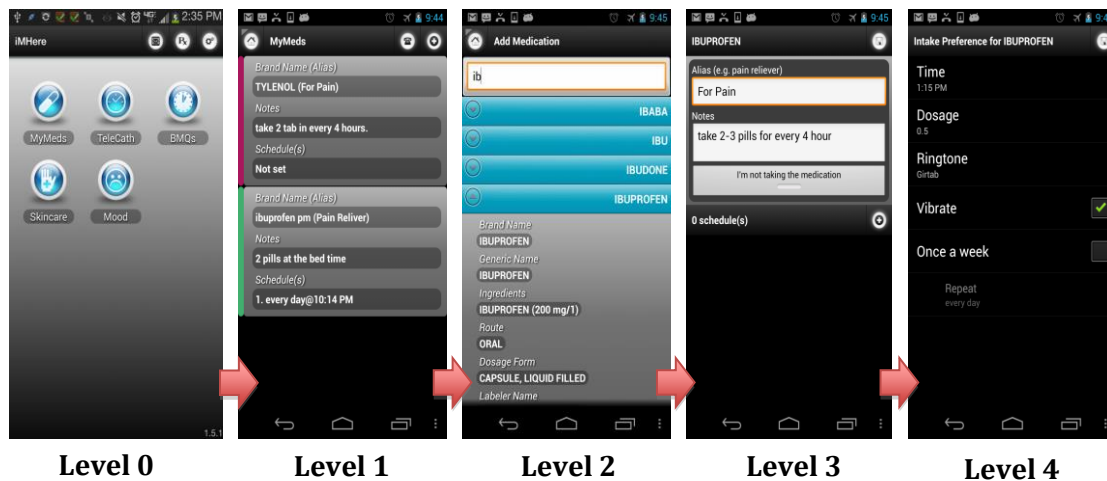 2:35 PM
iMHere
MyMeds
TeleCath
BMQs
Skincare
Mood
1.5.1
Level 0
9:44
MyMeds
Brand Name (Alias)
TYLENOL (For Pain)
Notes
take 2 tab in every 4 hours.
Schedule(s)
Not set
Brand Name (Alias)
ibuprofen pm (Pain Reliver)
Notes
2 pills at the bed time
Schedule(s)
1. every day@10:14 PM
Level 1
9:45
Add Medication
ib
IBABA
IBU
IBUDONE
IBUPROFEN
Brand Name
IBUPROFEN
Generic Name
IBUPROFEN
Ingredients
IBUPROFEN (200 mg/1)
Route
ORAL
Dosage Form
CAPSULE, LIQUID FILLED
Labeler Name
Level 2
9:45
IBUPROFEN
Alias (e.g. pain reliever)
For Pain
Notes
take 2-3 pills for every 4 hour
I'm not taking the medication
0 schedule(s)
Level 3
Intake Preference for IBUPROFEN
Time
1:15 PM
Dosage
0.5
Ringtone
Girtab
Vibrate
Once a week
Repeat
every day
Level 4